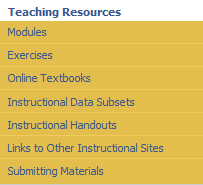 Teaching Resources
Modules
Exercises
Online Textbooks
Instructional Data Subsets
Instructional Handouts
Links to Other Instructional Sites
Submitting Materials